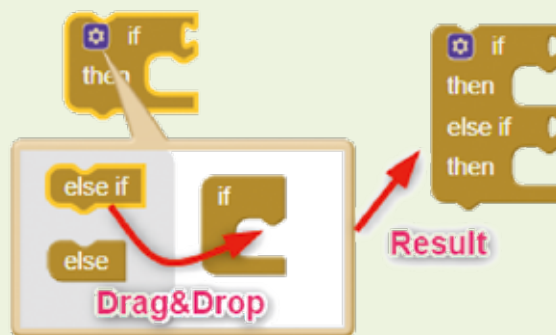 if
then
else if
if
else
Drag&Drop
Result
if
then
else if
then